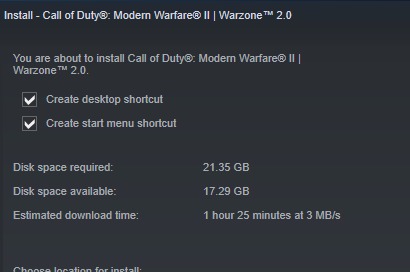 Install - Call of Duty®: Modern Warfare® II | Warzone™ 2.0
You are about to install Call of Duty®: Modern Warfare® II |
Warzone™ 2.0.
Create desktop shortcut
Create start menu shortcut
Disk space required: 21.35 GB
Disk space available: 17.29 GB
Estimated download time: 1 hour 25 minutes at 3 MB/s
Choose location for install: